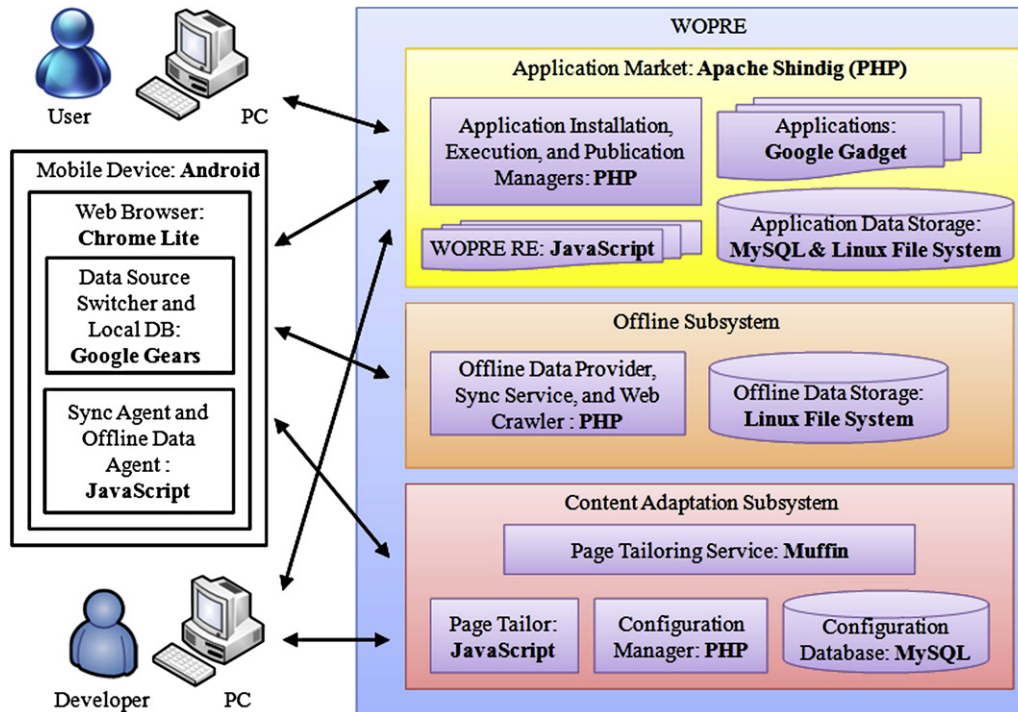 User
PC
Mobile Device: Android
Web Browser:
Chrome Lite
Data Source
Switcher and
Local DB:
Google Gears
Sync Agent and
Offline Data
Agent :
JavaScript
Developer
PC
WOPRE
Application Market: Apache Shindig (PHP)
Application Installation,
Execution, and Publication
Managers: PHP
Applications:
Google Gadget
WOPRE RE: JavaScript
Application Data Storage:
MySQL & Linux File System
Offline Subsystem
Offline Data Provider,
Sync Service, and Web
Crawler : PHP
Offline Data Storage:
Linux File System
Content Adaptation Subsystem
Page Tailoring Service: Muffin
Page Tailor:
JavaScript
Configuration
Manager: PHP
Configuration
Database: MySQL